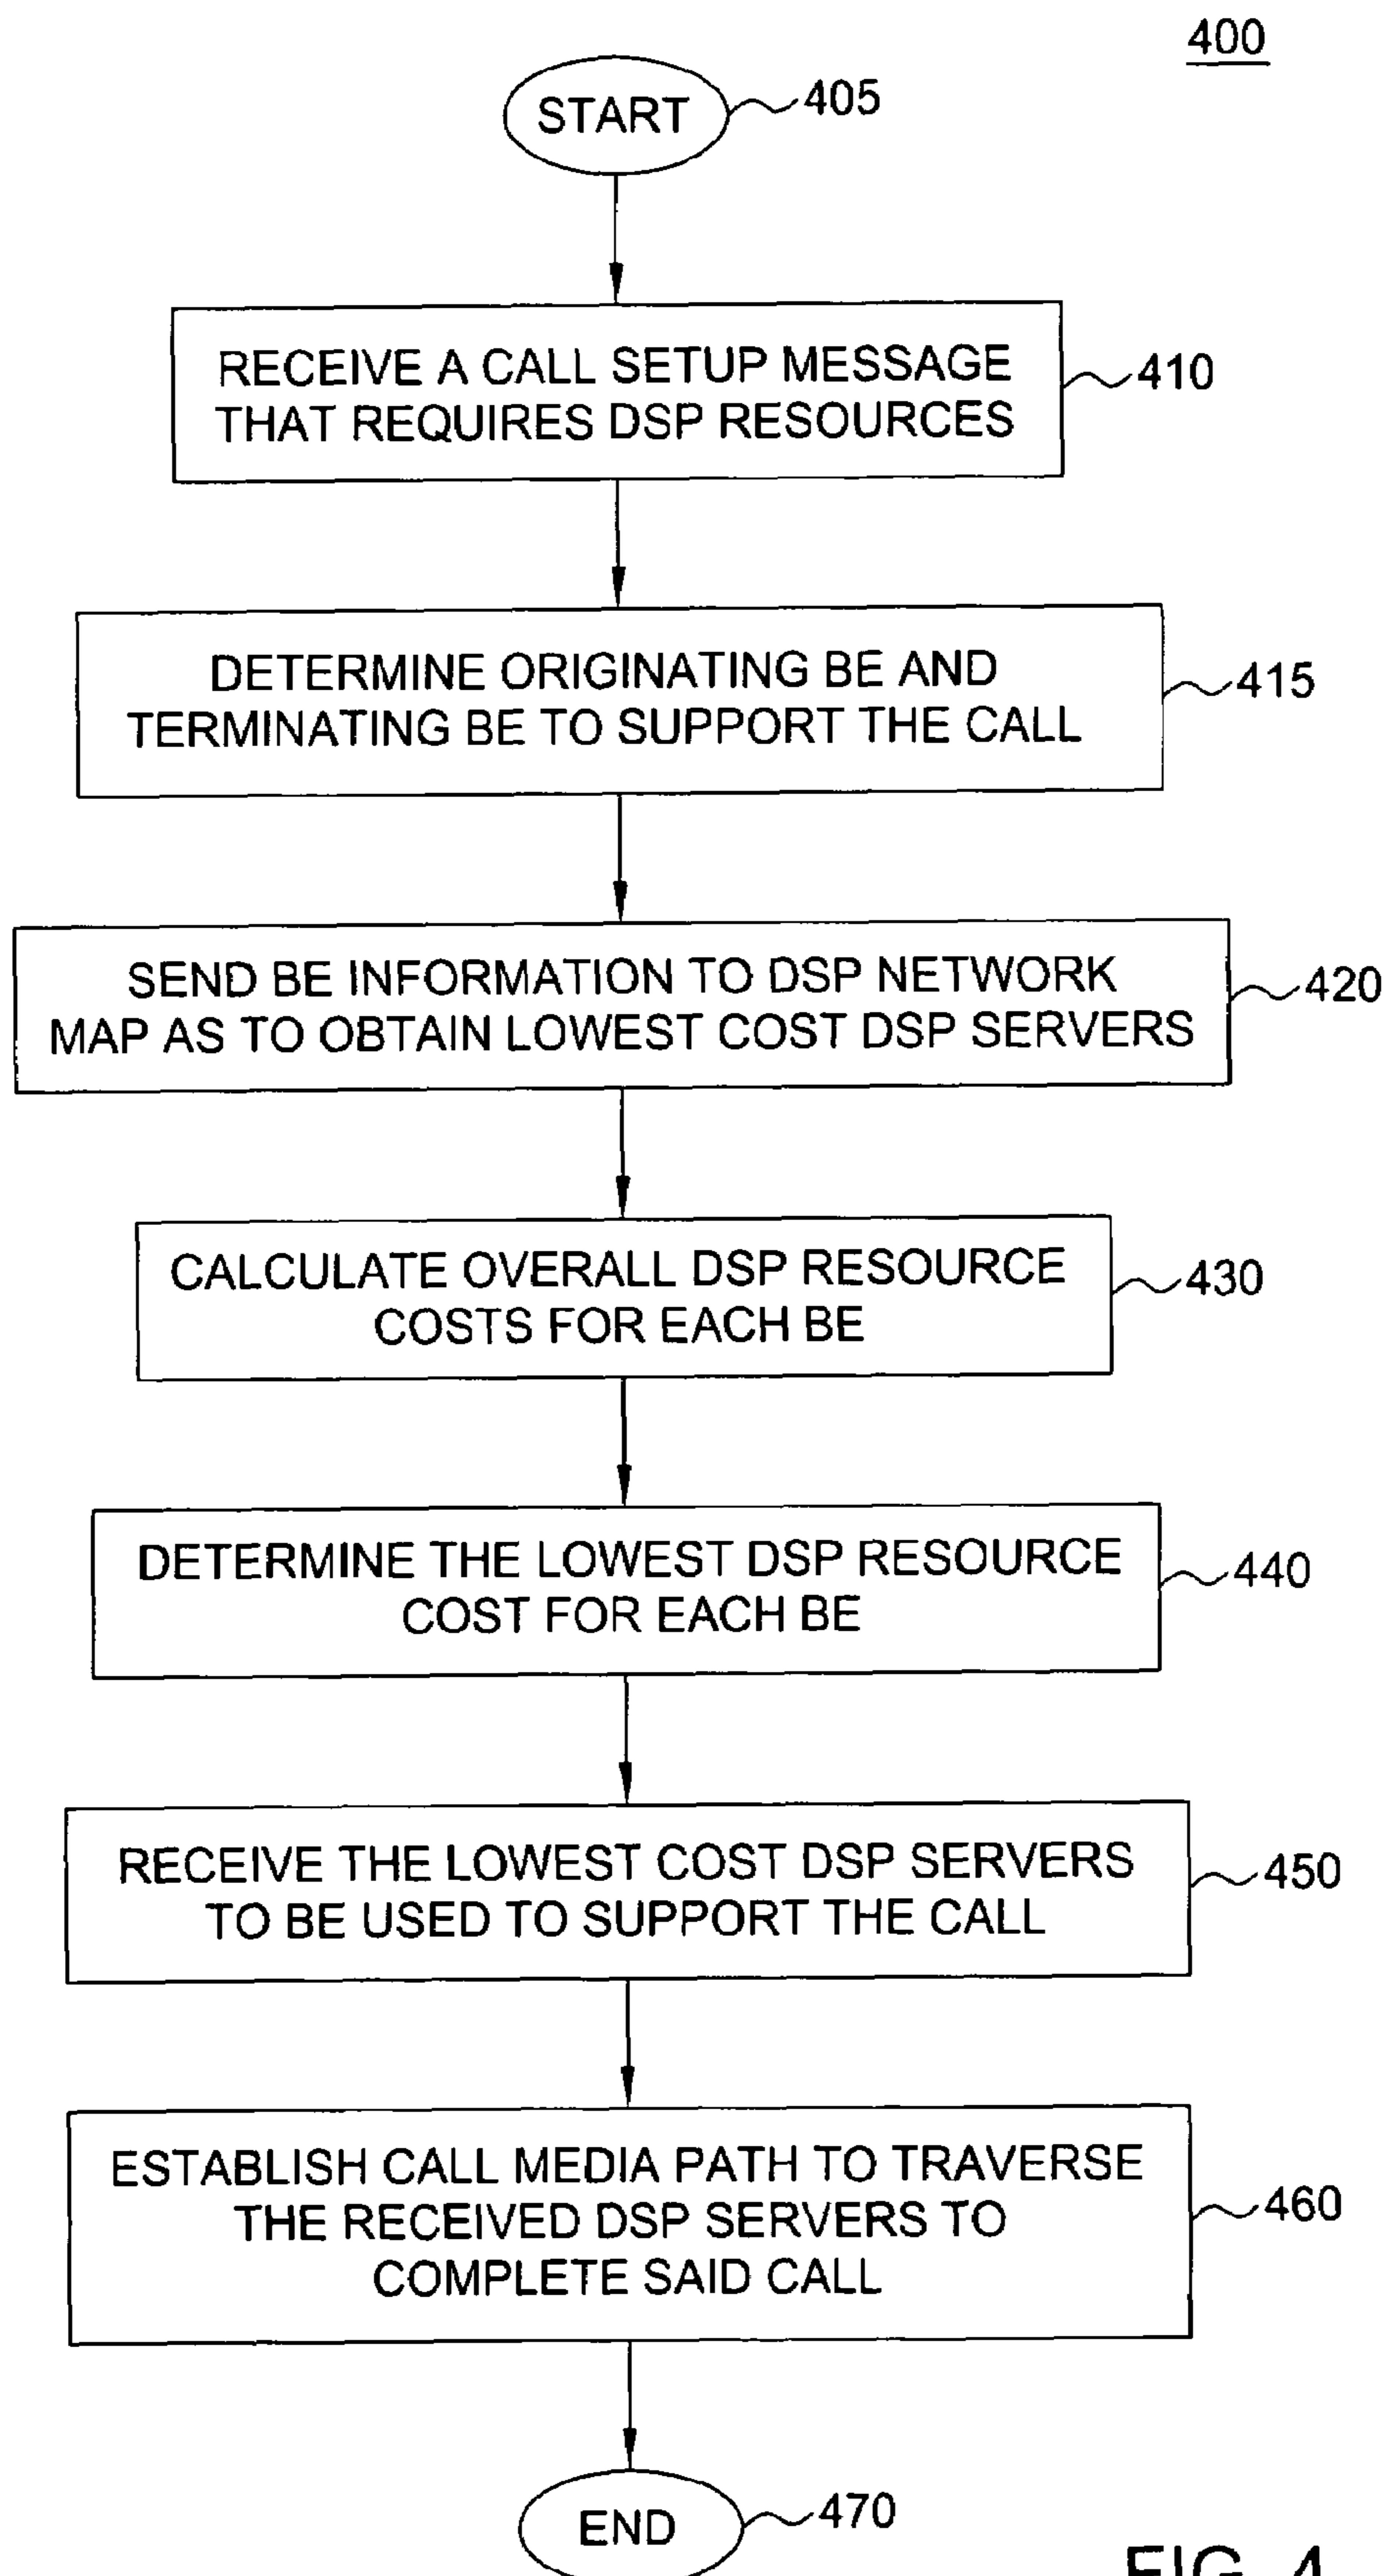 400
START
405
RECEIVE A CALL SETUP MESSAGE
THAT REQUIRES DSP RESOURCES
410
DETERMINE ORIGINATING BE AND
TERMINATING BE TO SUPPORT THE CALL
415
SEND BE INFORMATION TO DSP NETWORK
MAP AS TO OBTAIN LOWEST COST DSP SERVERS
420
CALCULATE OVERALL DSP RESOURCE
COSTS FOR EACH BE
430
DETERMINE THE LOWEST DSP RESOURCE
COST FOR EACH BE
440
RECEIVE THE LOWEST COST DSP SERVERS
TO BE USED TO SUPPORT THE CALL
450
ESTABLISH CALL MEDIA PATH TO TRAVERSE
THE RECEIVED DSP SERVERS TO
COMPLETE SAID CALL
460
END
470
FIG. 4